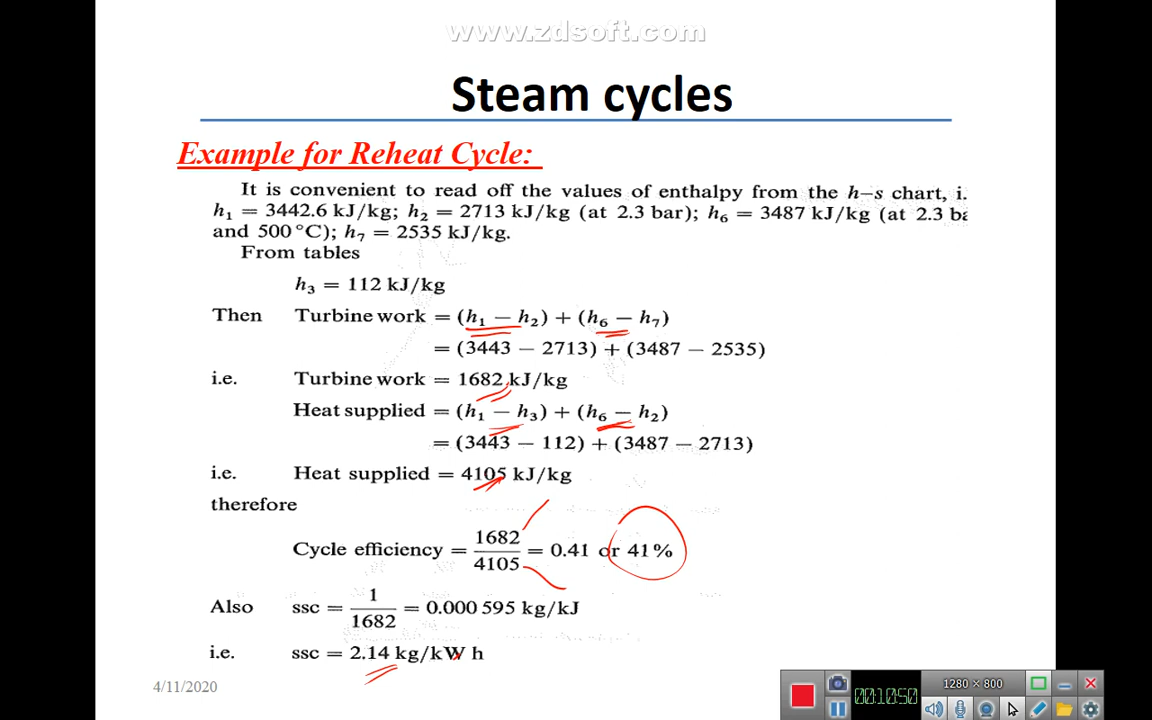 www.zdsoft.com
Steam cycles
Example for Reheat Cycle:
It is convenient to read off the values of enthalpy from the h–s chart, i.
h₁ = 3442.6 kJ/kg; h₂ = 2713 kJ/kg (at 2.3 bar); h₆ = 3487 kJ/kg (at 2.3 ba
and 500 °C); h₇ = 2535 kJ/kg.
From tables
h₃ = 112 kJ/kg
Then Turbine work = (h₁ − h₂) + (h₆ − h₇)
= (3443 − 2713) + (3487 − 2535)
i.e. Turbine work = 1682 kJ/kg
Heat supplied = (h₁ − h₃) + (h₆ − h₂)
= (3443 − 112) + (3487 − 2713)
i.e. Heat supplied = 4105 kJ/kg
therefore
Cycle efficiency = 1682/4105 = 0.41 or 41%
Also ssc = 1/1682 = 0.000 595 kg/kJ
i.e. ssc = 2.14 kg/kW h
4/11/2020
1280 × 800
00:10:50